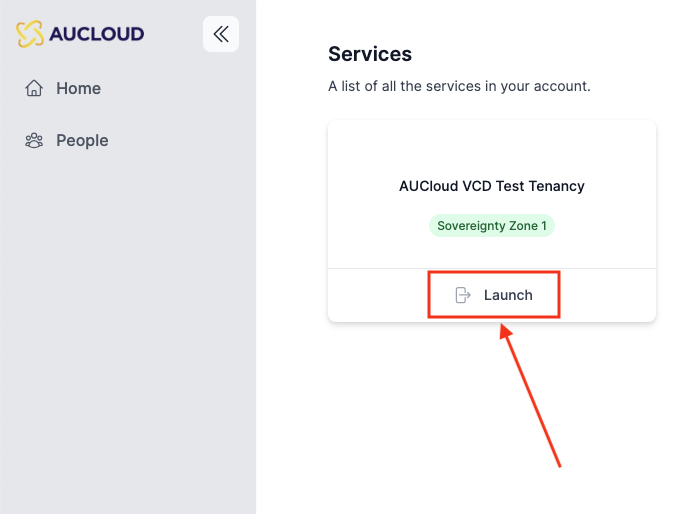 AUCLOUD
Home
People
Services
A list of all the services in your account.
AUCloud VCD Test Tenancy
Sovereignty Zone 1
Launch